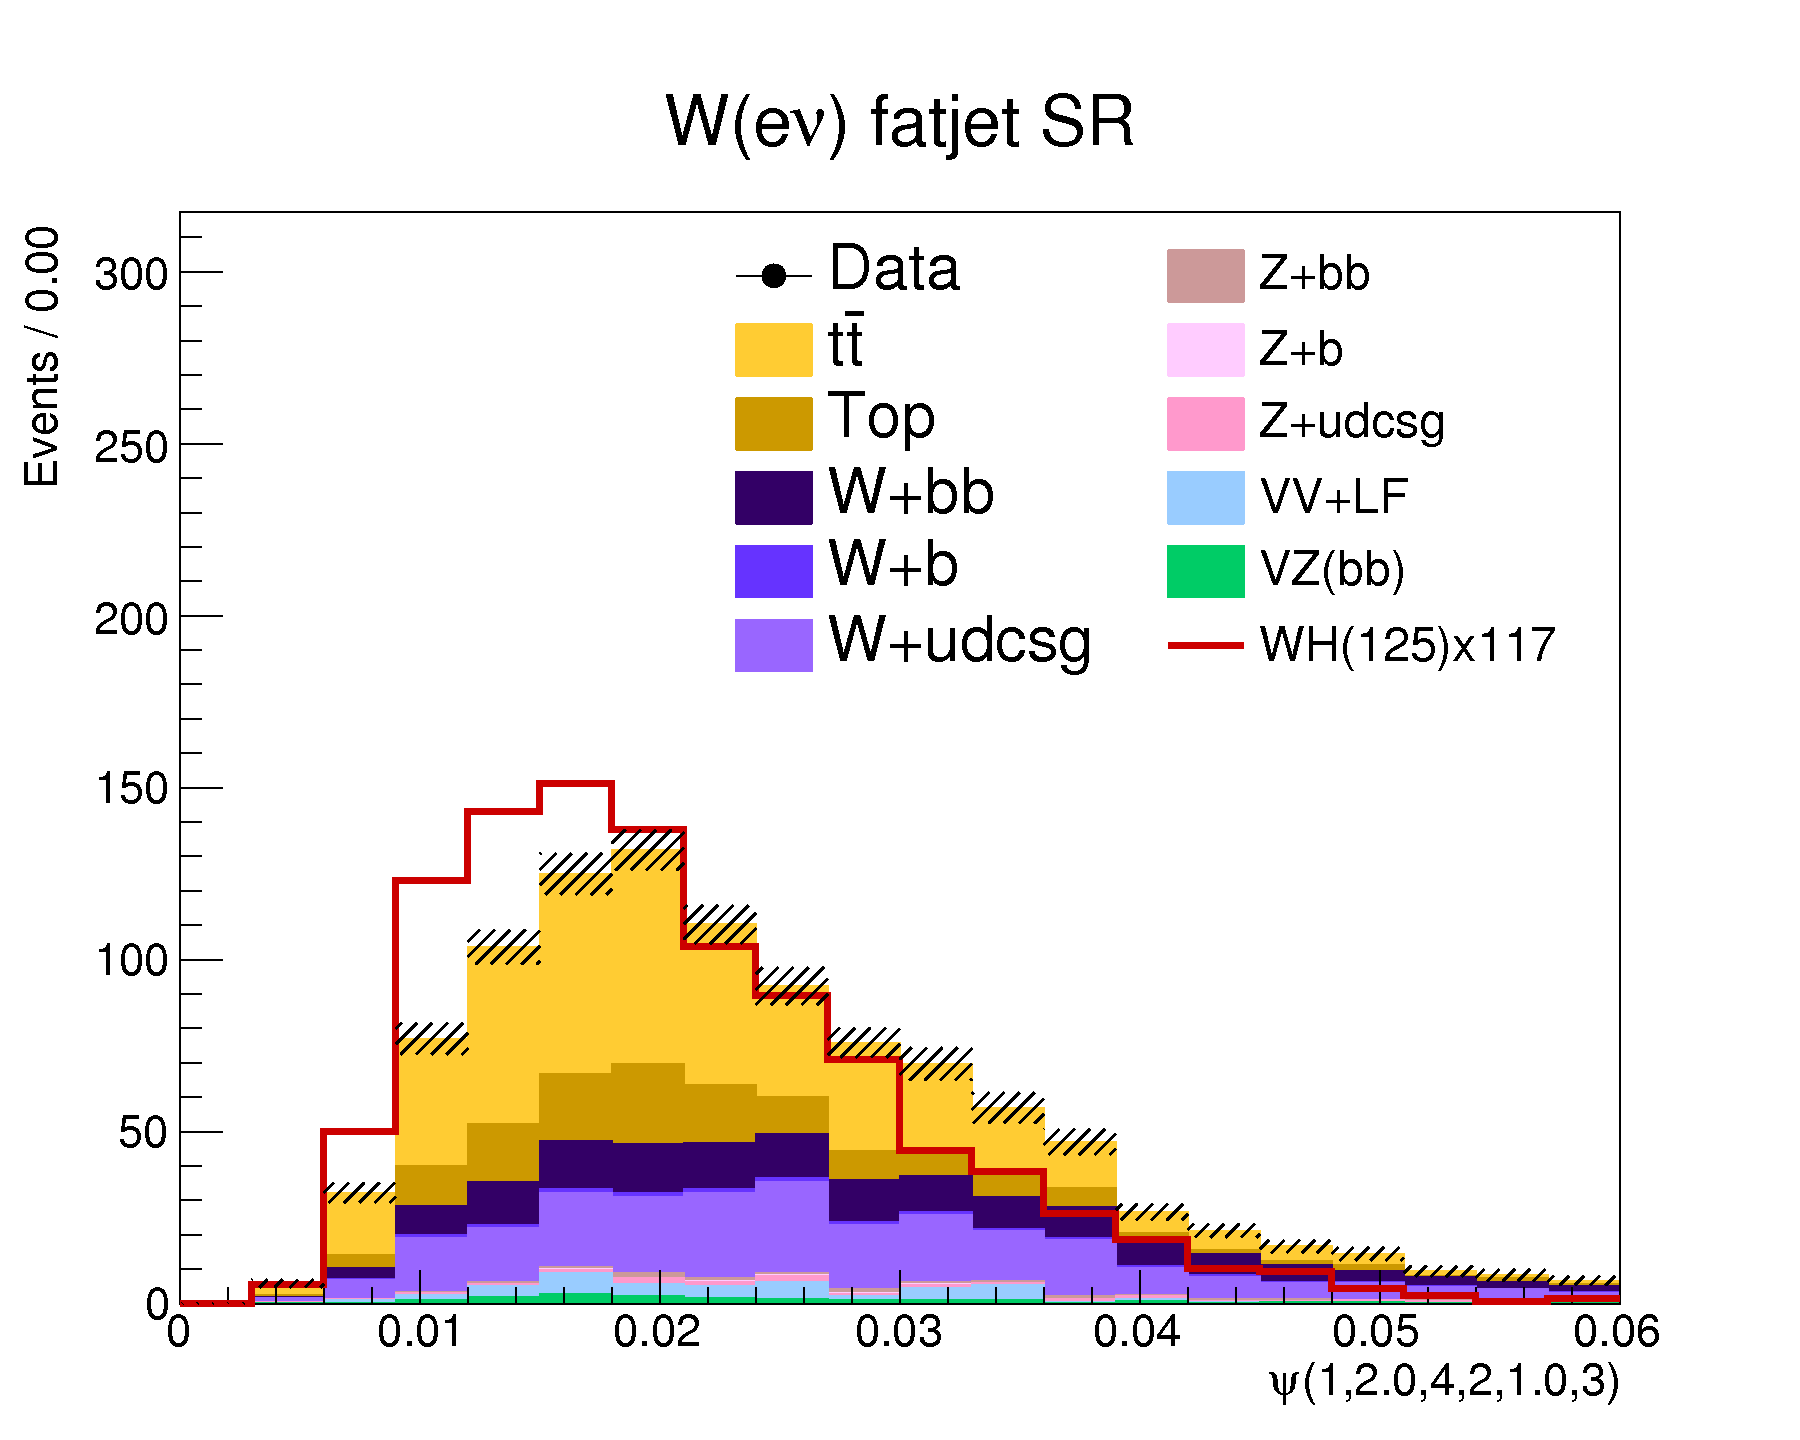 W(eν) fatjet SR
Events / 0.00
300
250
200
150
100
50
0
Data
tt̄
Top
W+bb
W+b
W+udcsg
Z+bb
Z+b
Z+udcsg
VV+LF
VZ(bb)
WH(125)x117
0 0.01 0.02 0.03 0.04 0.05 0.06
ψ(1,2.0,4,2,1.0,3)